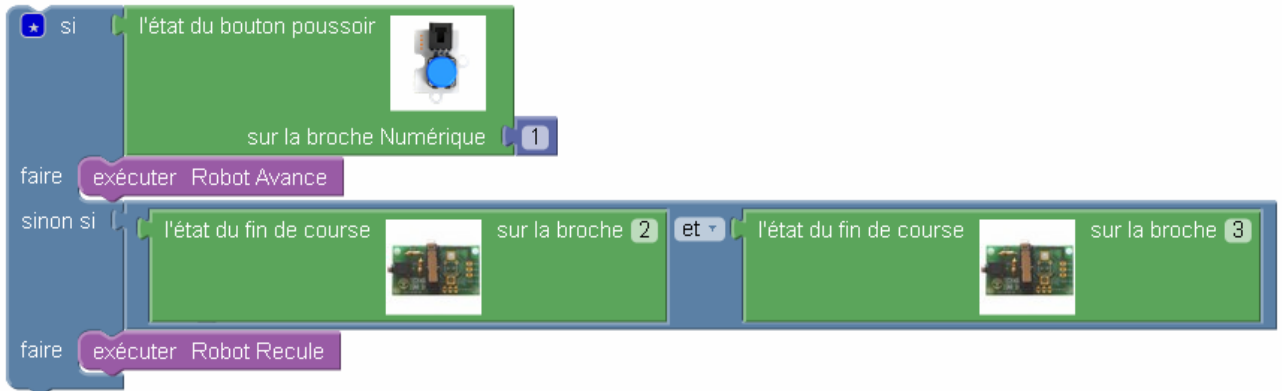 si l'état du bouton poussoir
sur la broche Numérique 1
faire exécuter Robot Avance
sinon si l'état du fin de course sur la broche 2 et l'état du fin de course sur la broche 3
faire exécuter Robot Recule